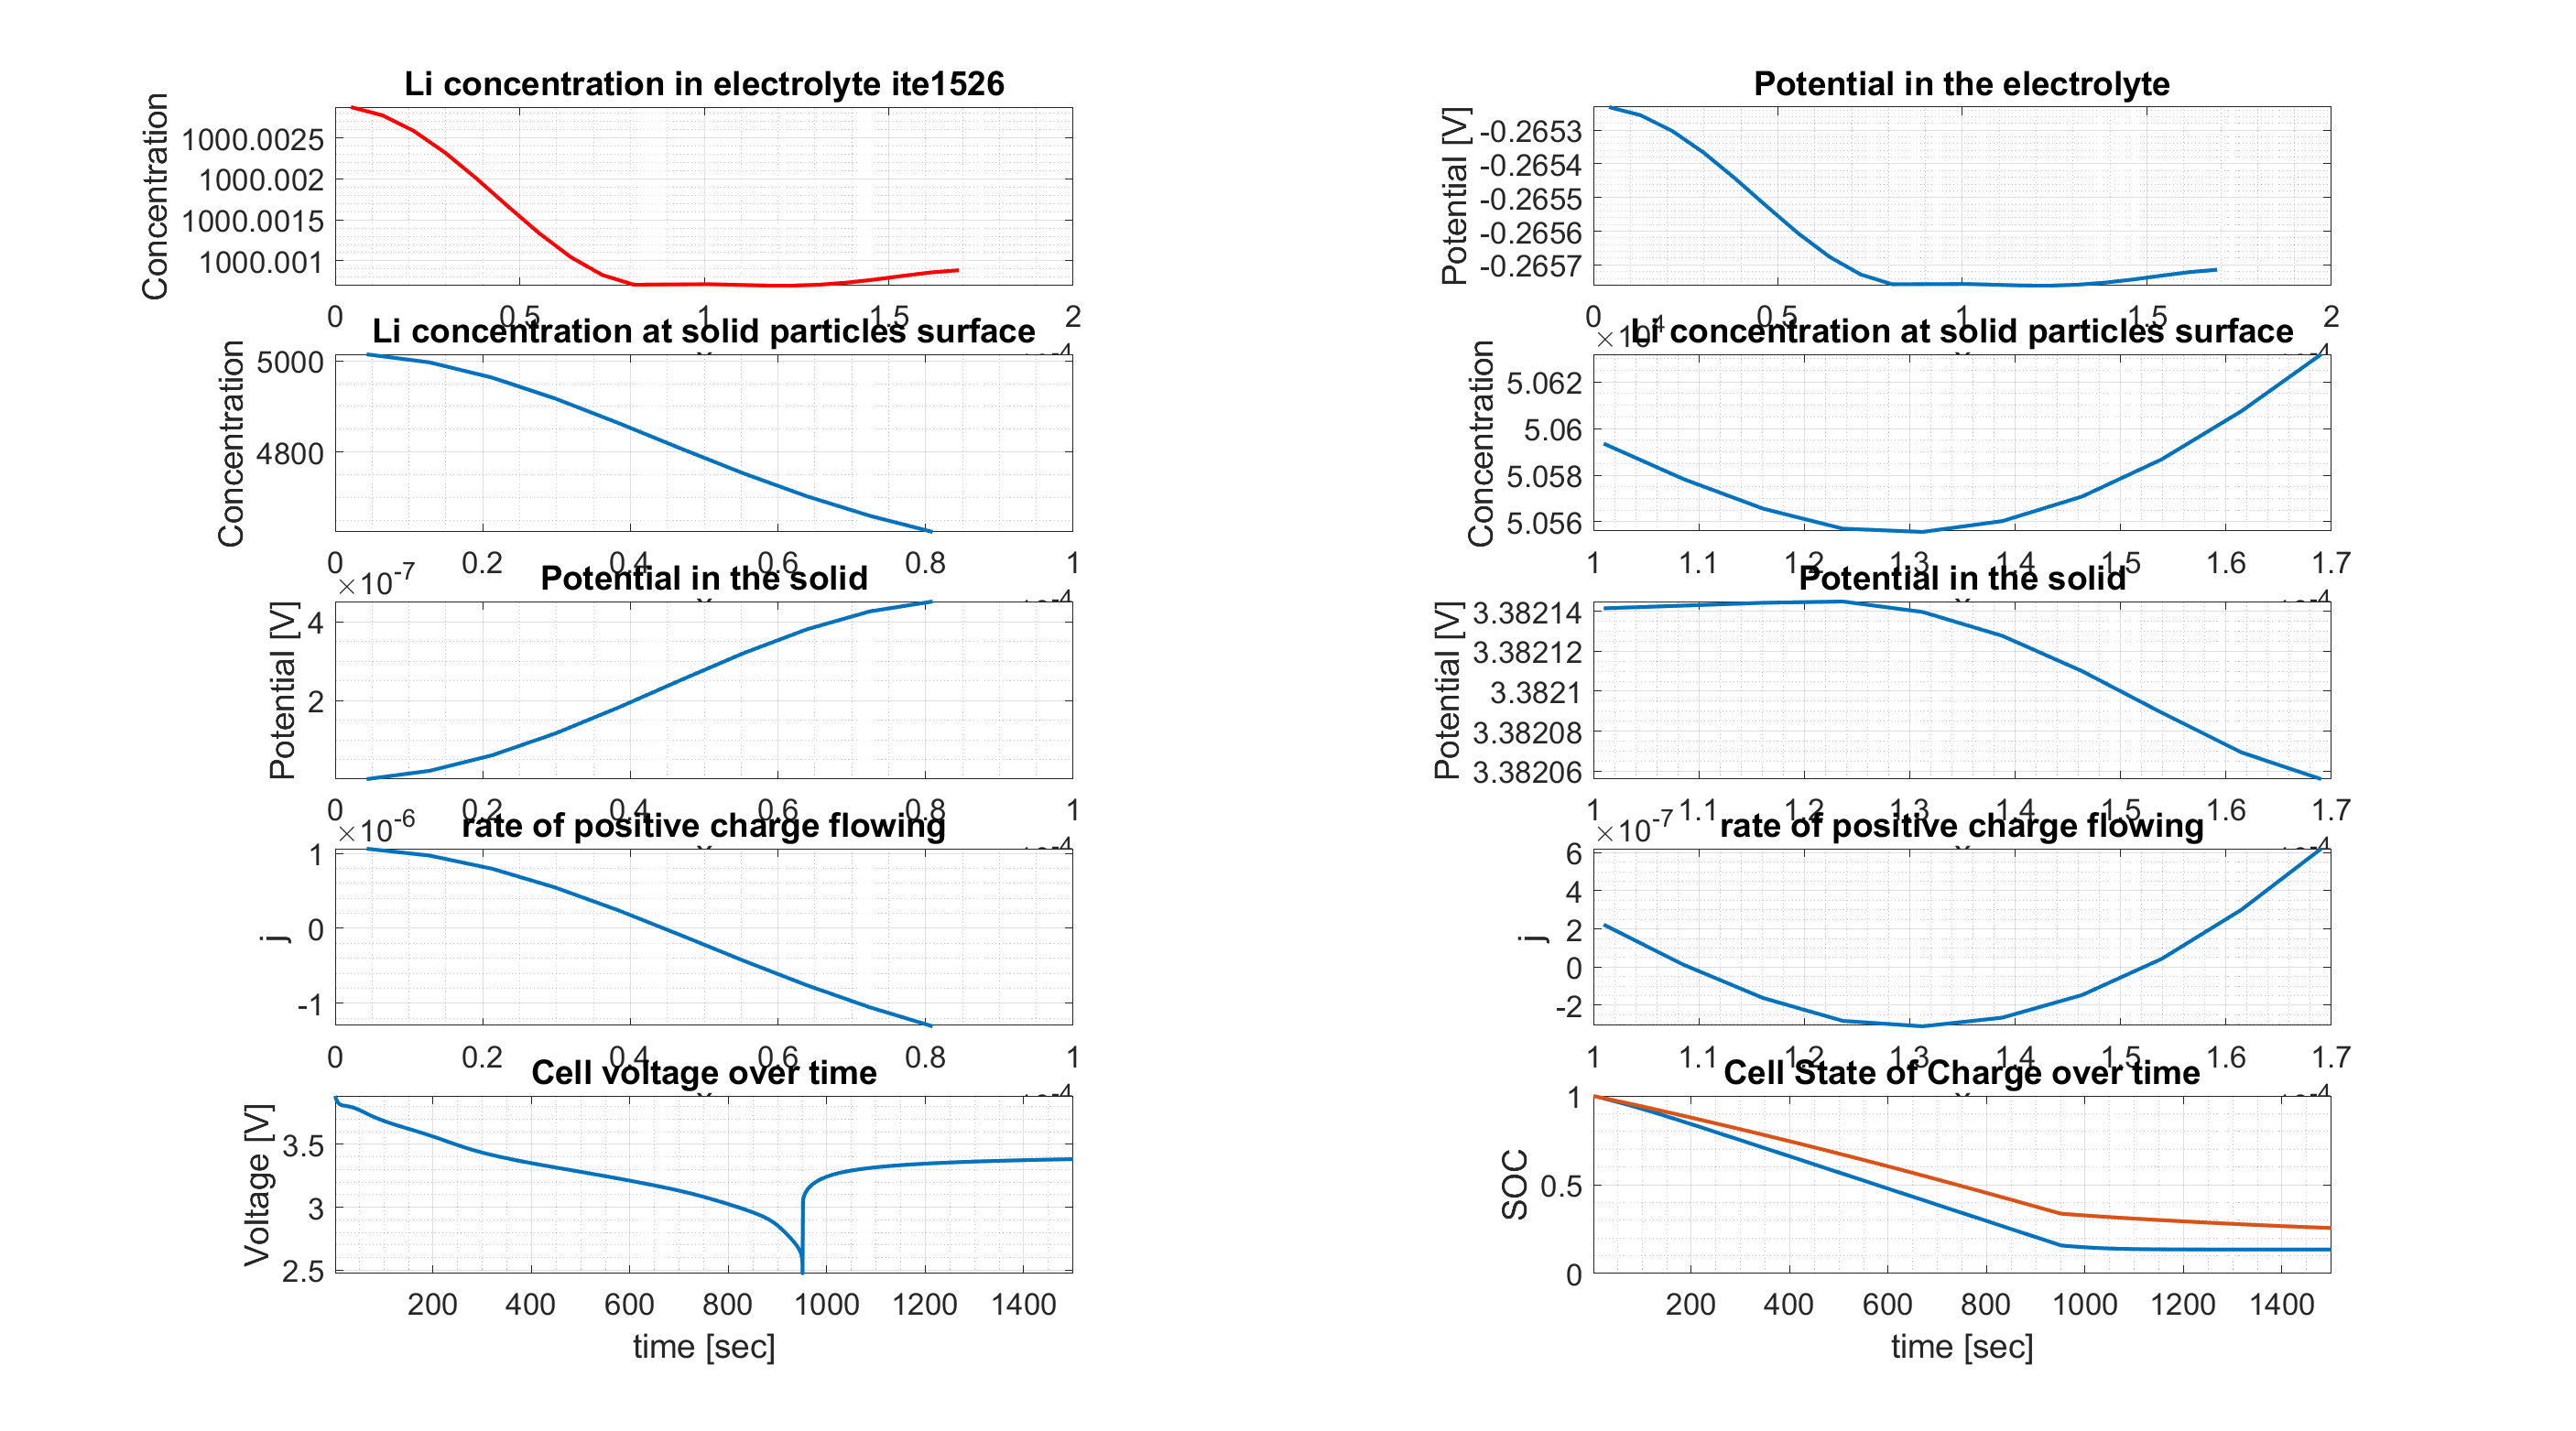 Li concentration in electrolyte ite1526
Concentration
1000.0025
1000.002
1000.0015
1000.001
0 0.5 1 1.5 2
Potential in the electrolyte
Potential [V]
-0.2653
-0.2654
-0.2655
-0.2656
-0.2657
0 0.5 1 1.5 2
Li concentration at solid particles surface
Concentration
5000
4800
0 0.2 0.4 0.6 0.8 1
×10⁴
Li concentration at solid particles surface
Concentration
5.062
5.06
5.058
5.056
1 1.1 1.2 1.3 1.4 1.5 1.6 1.7
×10⁻⁷
Potential in the solid
Potential [V]
4
2
0 0.2 0.4 0.6 0.8 1
Potential in the solid
Potential [V]
3.38214
3.38212
3.3821
3.38208
3.38206
1 1.1 1.2 1.3 1.4 1.5 1.6 1.7
×10⁻⁶
rate of positive charge flowing
j
1
0
-1
0 0.2 0.4 0.6 0.8 1
×10⁻⁷
rate of positive charge flowing
j
6
4
2
0
-2
1 1.1 1.2 1.3 1.4 1.5 1.6 1.7
Cell voltage over time
Voltage [V]
3.5
3
2.5
200 400 600 800 1000 1200 1400
time [sec]
Cell State of Charge over time
SOC
1
0.5
0
200 400 600 800 1000 1200 1400
time [sec]